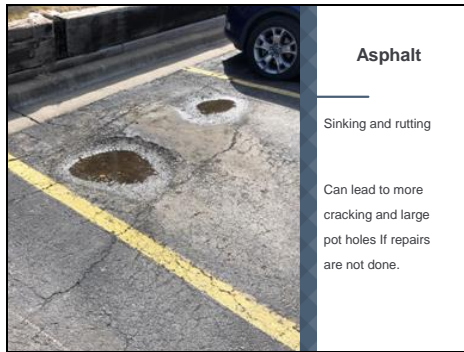 Asphalt
Sinking and rutting
Can lead to more
cracking and large
pot holes If repairs
are not done.